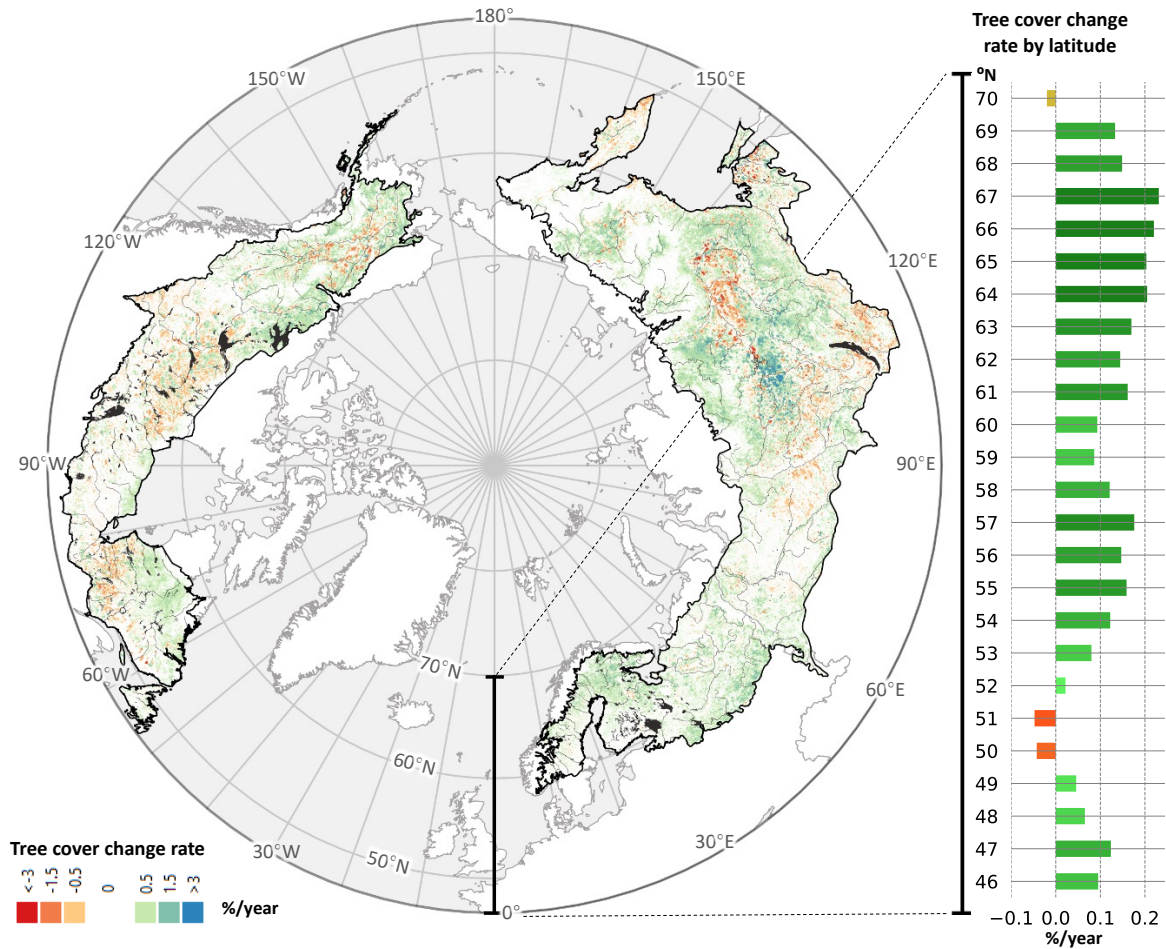 180°
150°W
150°E
120°W
120°E
90°W
90°E
60°W
60°E
70°N
60°N
50°N
30°W
30°E
0°
Tree cover change rate
<-3
-1.5
-0.5
0
0.5
1.5
>3
%/year
Tree cover change
rate by latitude
°N
70
69
68
67
66
65
64
63
62
61
60
59
58
57
56
55
54
53
52
51
50
49
48
47
46
−0.1 0.0 0.1 0.2
%/year